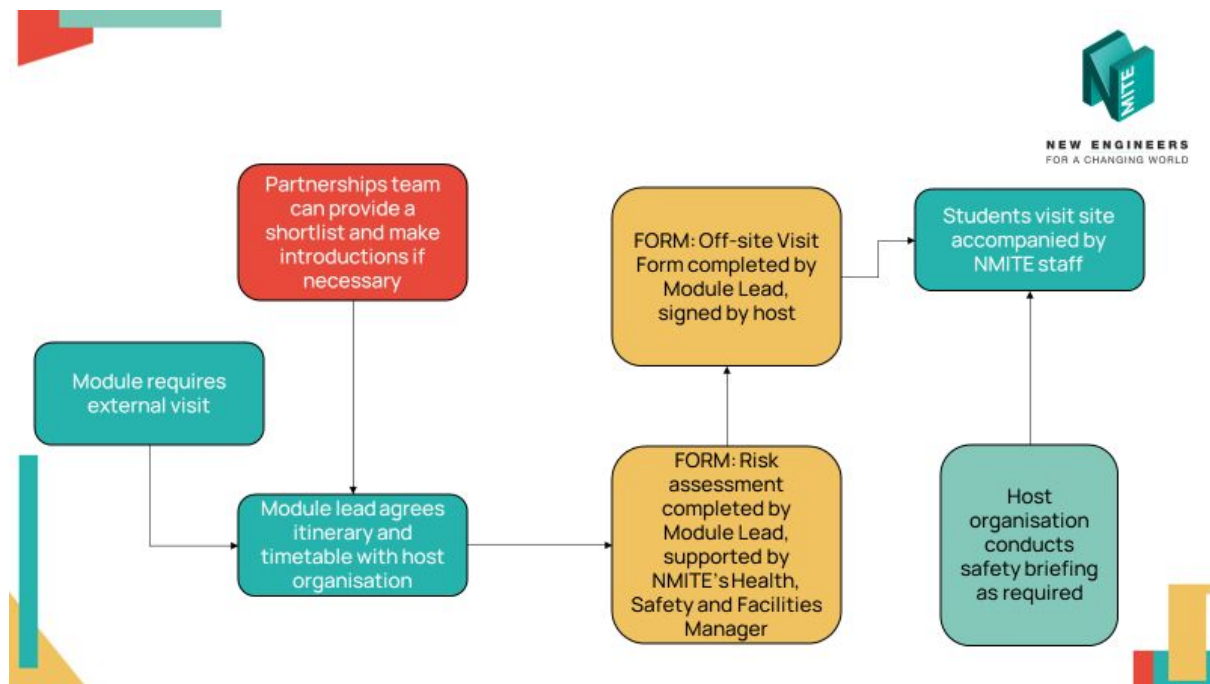 MITE
NEW ENGINEERS
FOR A CHANGING WORLD
Partnerships team
can provide a
shortlist and make
introductions if
necessary
Module requires
external visit
Module lead agrees
itinerary and
timetable with host
organisation
FORM: Off-site Visit
Form completed by
Module Lead,
signed by host
FORM: Risk
assessment
completed by
Module Lead,
supported by
NMITE's Health,
Safety and Facilities
Manager
Students visit site
accompanied by
NMITE staff
Host
organisation
conducts
safety briefing
as required